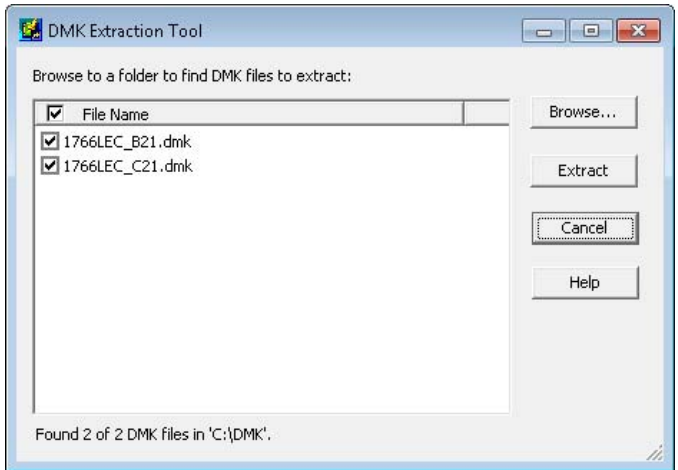 DMK Extraction Tool
Browse to a folder to find DMK files to extract:
File Name
1766LEC_B21.dmk
1766LEC_C21.dmk
Browse...
Extract
Cancel
Help
Found 2 of 2 DMK files in 'C:\DMK'.